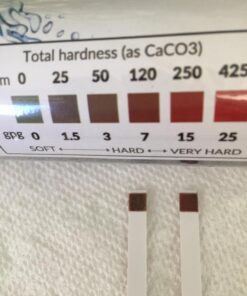 Total hardness (as CaCO3)
m 0 25 50 120 250 425
gpg 0 1.5 3 7 15 25
SOFT HARD VERY HARD